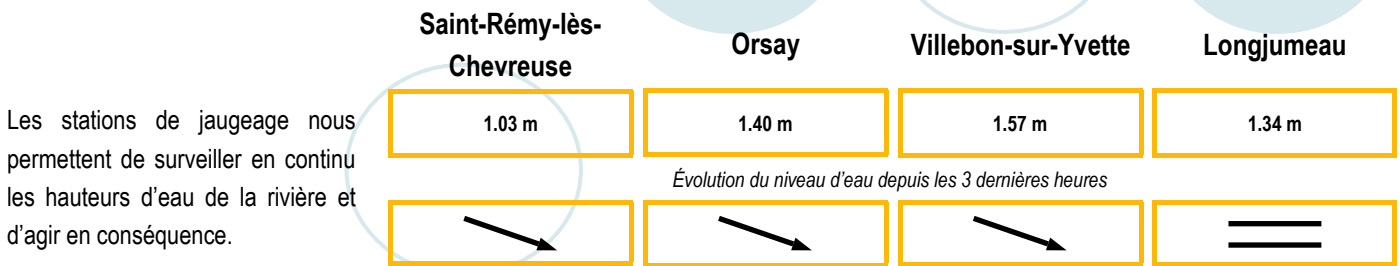 Saint-Rémy-lès-
Chevreuse
Orsay
Villebon-sur-Yvette
Longjumeau
Les stations de jaugeage nous
permettent de surveiller en continu
les hauteurs d’eau de la rivière et
d’agir en conséquence.
1.03 m
1.40 m
1.57 m
1.34 m
Évolution du niveau d’eau depuis les 3 dernières heures